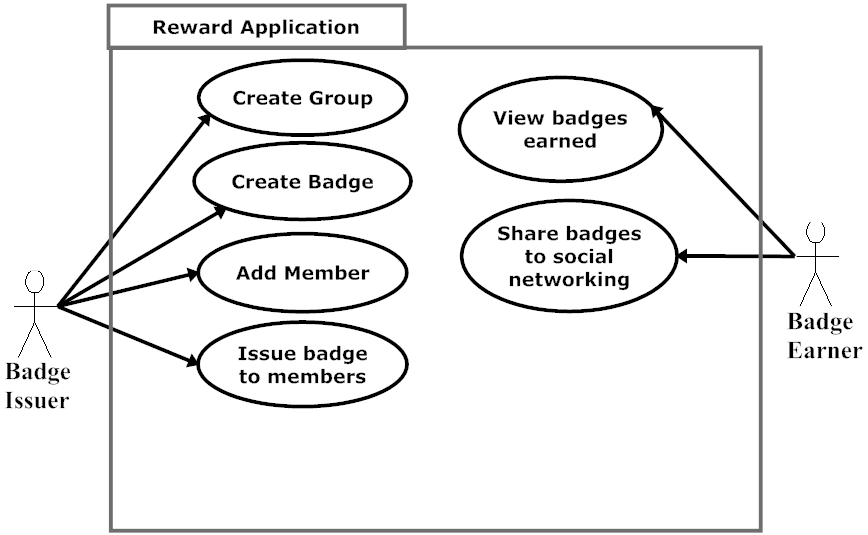 Reward Application
Create Group
Create Badge
Add Member
Issue badge
to members
View badges
earned
Share badges
to social
networking
Badge
Issuer
Badge
Earner